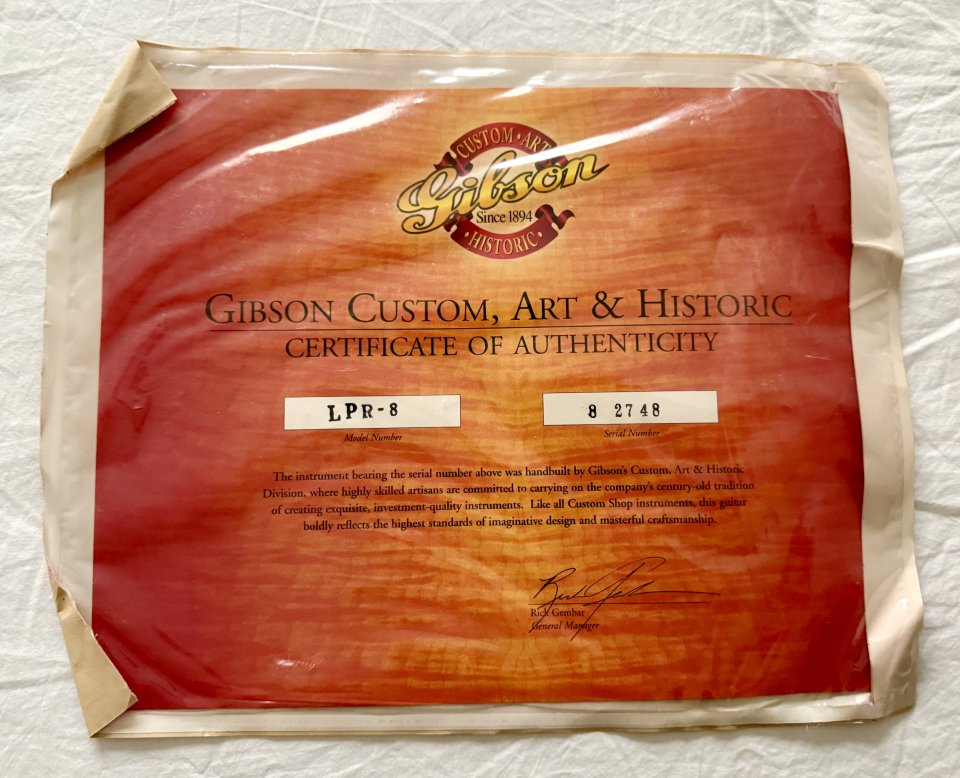 CUSTOM • ART
Gibson
Since 1894
• HISTORIC •
GIBSON CUSTOM, ART & HISTORIC
CERTIFICATE OF AUTHENTICITY
LPR-8
8 2748
Model Number
Serial Number
The instrument bearing the serial number above was handbuilt by Gibson's Custom, Art & Historic
Division, where highly skilled artisans are committed to carrying on the company's century-old tradition
of creating exquisite, investment-quality instruments. Like all Custom Shop instruments, this guitar
boldly reflects the highest standards of imaginative design and masterful craftsmanship.
Rick Gembar
General Manager